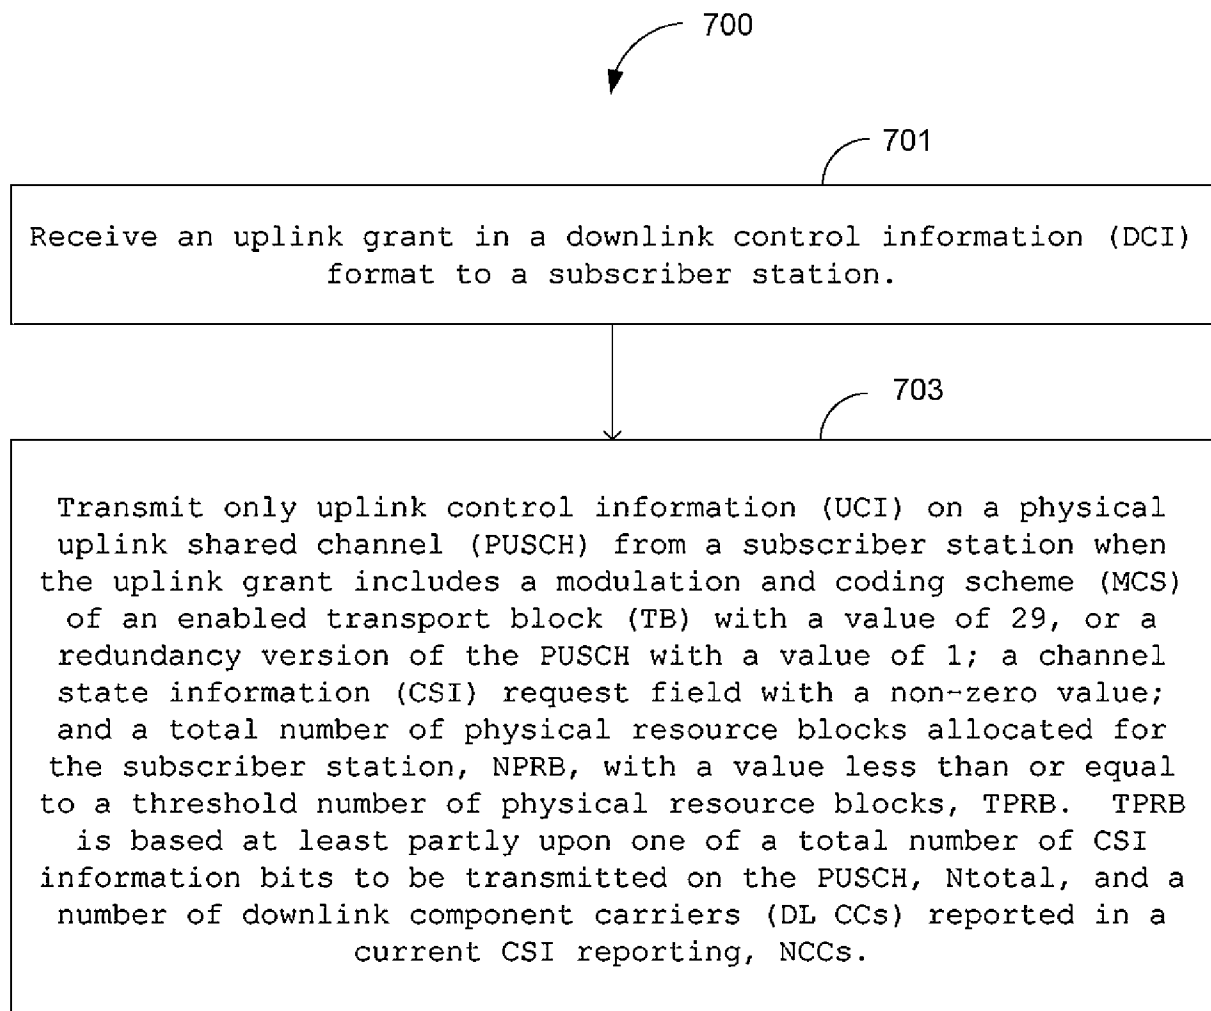 700
701
Receive an uplink grant in a downlink control information (DCI)
format to a subscriber station.
703
Transmit only uplink control information (UCI) on a physical
uplink shared channel (PUSCH) from a subscriber station when
the uplink grant includes a modulation and coding scheme (MCS)
of an enabled transport block (TB) with a value of 29, or a
redundancy version of the PUSCH with a value of 1; a channel
state information (CSI) request field with a non-zero value;
and a total number of physical resource blocks allocated for
the subscriber station, NPRB, with a value less than or equal
to a threshold number of physical resource blocks, TPRB. TPRB
is based at least partly upon one of a total number of CSI
information bits to be transmitted on the PUSCH, Ntotal, and a
number of downlink component carriers (DL CCs) reported in a
current CSI reporting, NCCs.